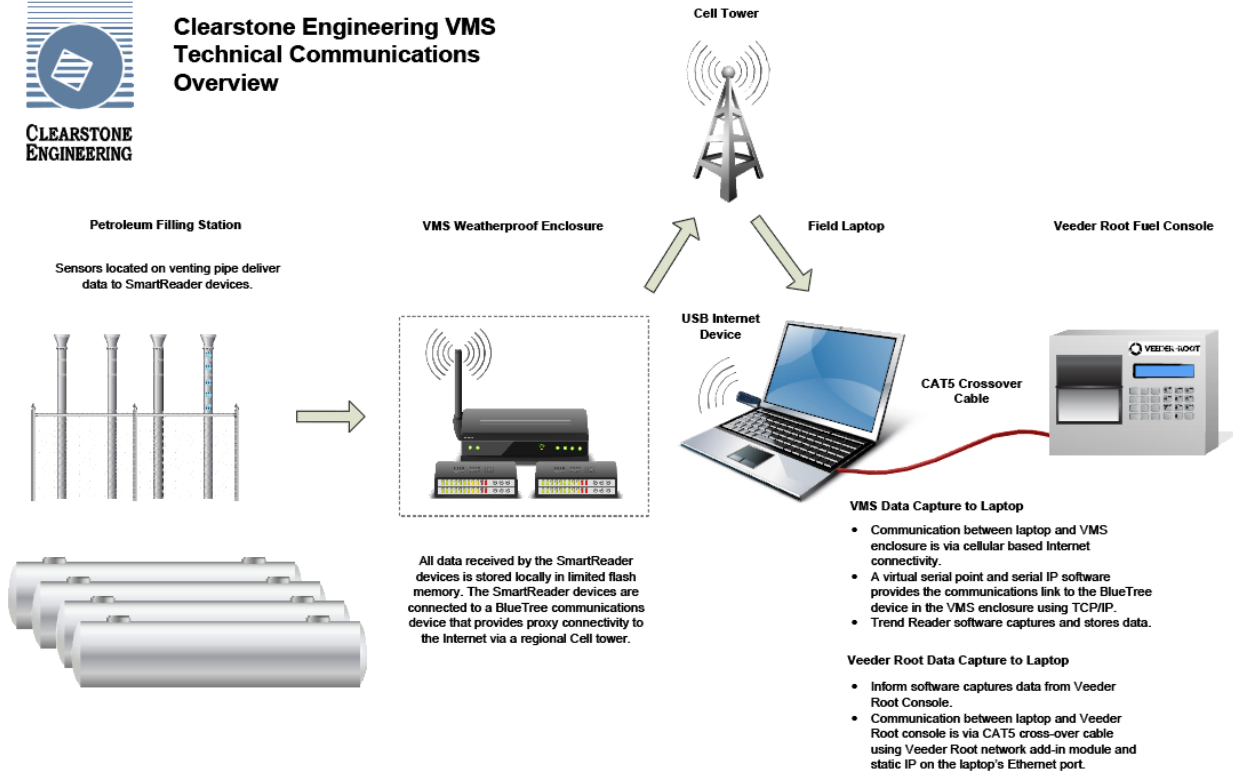 Clearstone Engineering VMS
Technical Communications
Overview
CLEARSTONE
ENGINEERING
Cell Tower
Petroleum Filling Station
VMS Weatherproof Enclosure
Field Laptop
Veeder Root Fuel Console
Sensors located on venting pipe deliver
data to SmartReader devices.
USB Internet
Device
VEEDER-ROOT
CAT5 Crossover
Cable
All data received by the SmartReader
devices is stored locally in limited flash
memory. The SmartReader devices are
connected to a BlueTree communications
device that provides proxy connectivity to
the Internet via a regional Cell tower.
VMS Data Capture to Laptop
• Communication between laptop and VMS
enclosure is via cellular based Internet
connectivity.
• A virtual serial point and serial IP software
provides the communications link to the BlueTree
device in the VMS enclosure using TCP/IP.
• Trend Reader software captures and stores data.
Veeder Root Data Capture to Laptop
• Inform software captures data from Veeder
Root Console.
• Communication between laptop and Veeder
Root console is via CAT5 cross-over cable
using Veeder Root network add-in module and
static IP on the laptop's Ethernet port.